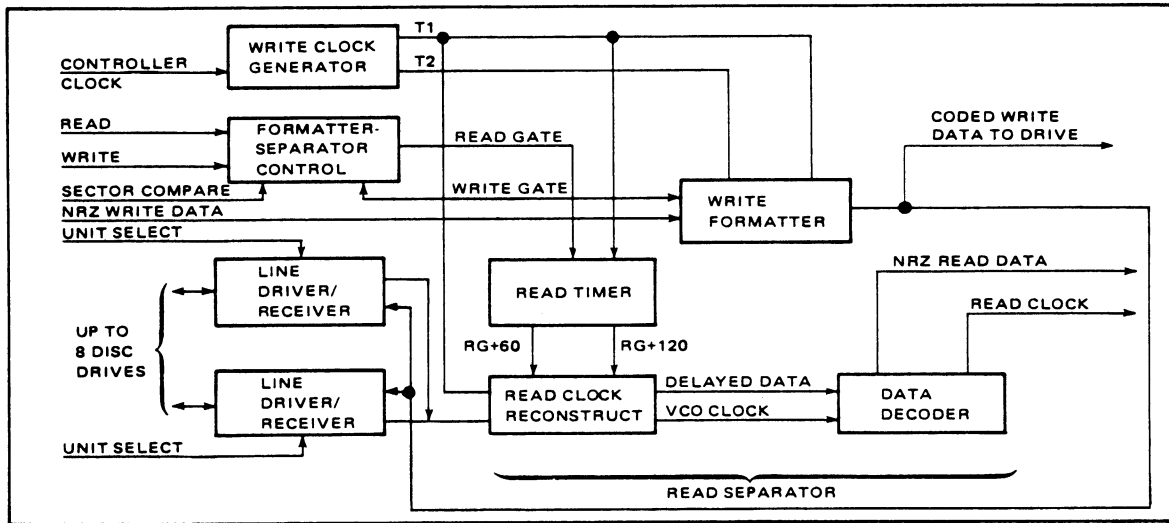 T1
WRITE CLOCK
GENERATOR
T2
CONTROLLER
CLOCK
READ
WRITE
FORMATTER-
SEPARATOR
CONTROL
READ GATE
CODED WRITE
DATA TO DRIVE
SECTOR COMPARE
NRZ WRITE DATA
UNIT SELECT
WRITE GATE
WRITE
FORMATTER
LINE
DRIVER/
RECEIVER
READ TIMER
NRZ READ DATA
READ CLOCK
UP TO
8 DISC
DRIVES
RG+60
RG+120
LINE
DRIVER/
RECEIVER
READ CLOCK
RECONSTRUCT
DELAYED DATA
VCO CLOCK
DATA
DECODER
UNIT SELECT
READ SEPARATOR